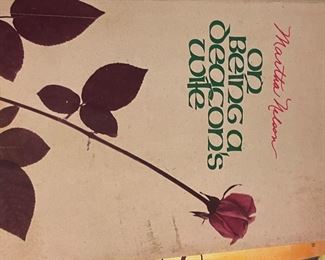 Martha Nelson
on
Being a
Deacon's
Wife